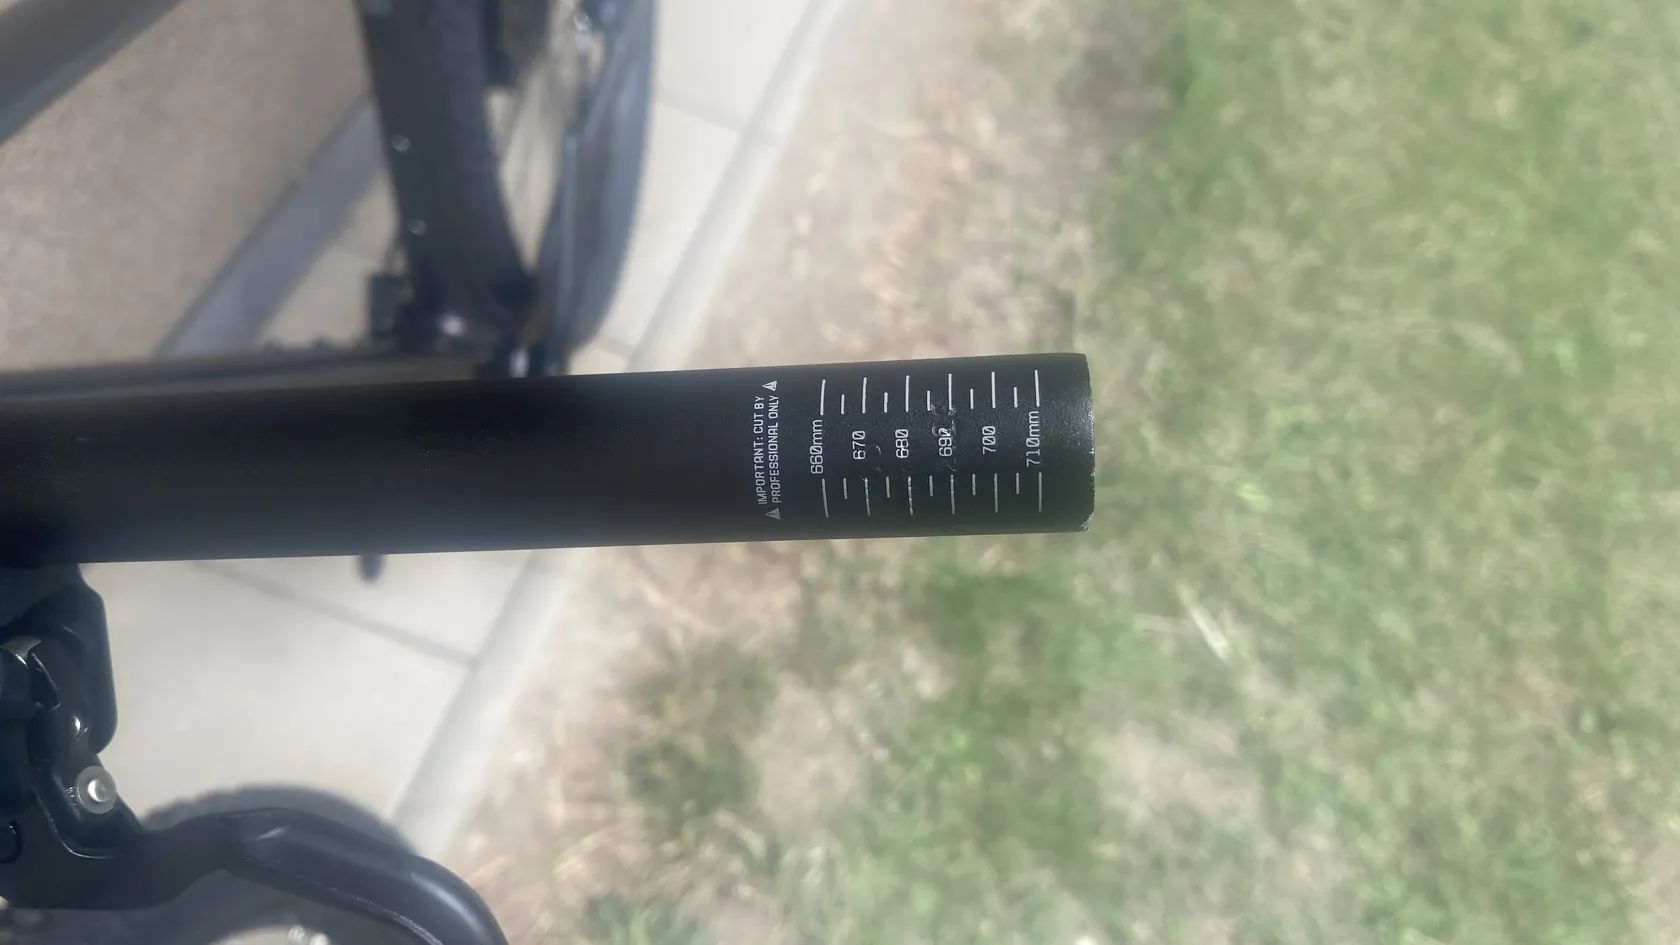 ⚠ IMPORTANT: CUT BY
⚠ PROFESSIONAL ONLY
660mm
670
680
690
700
710mm